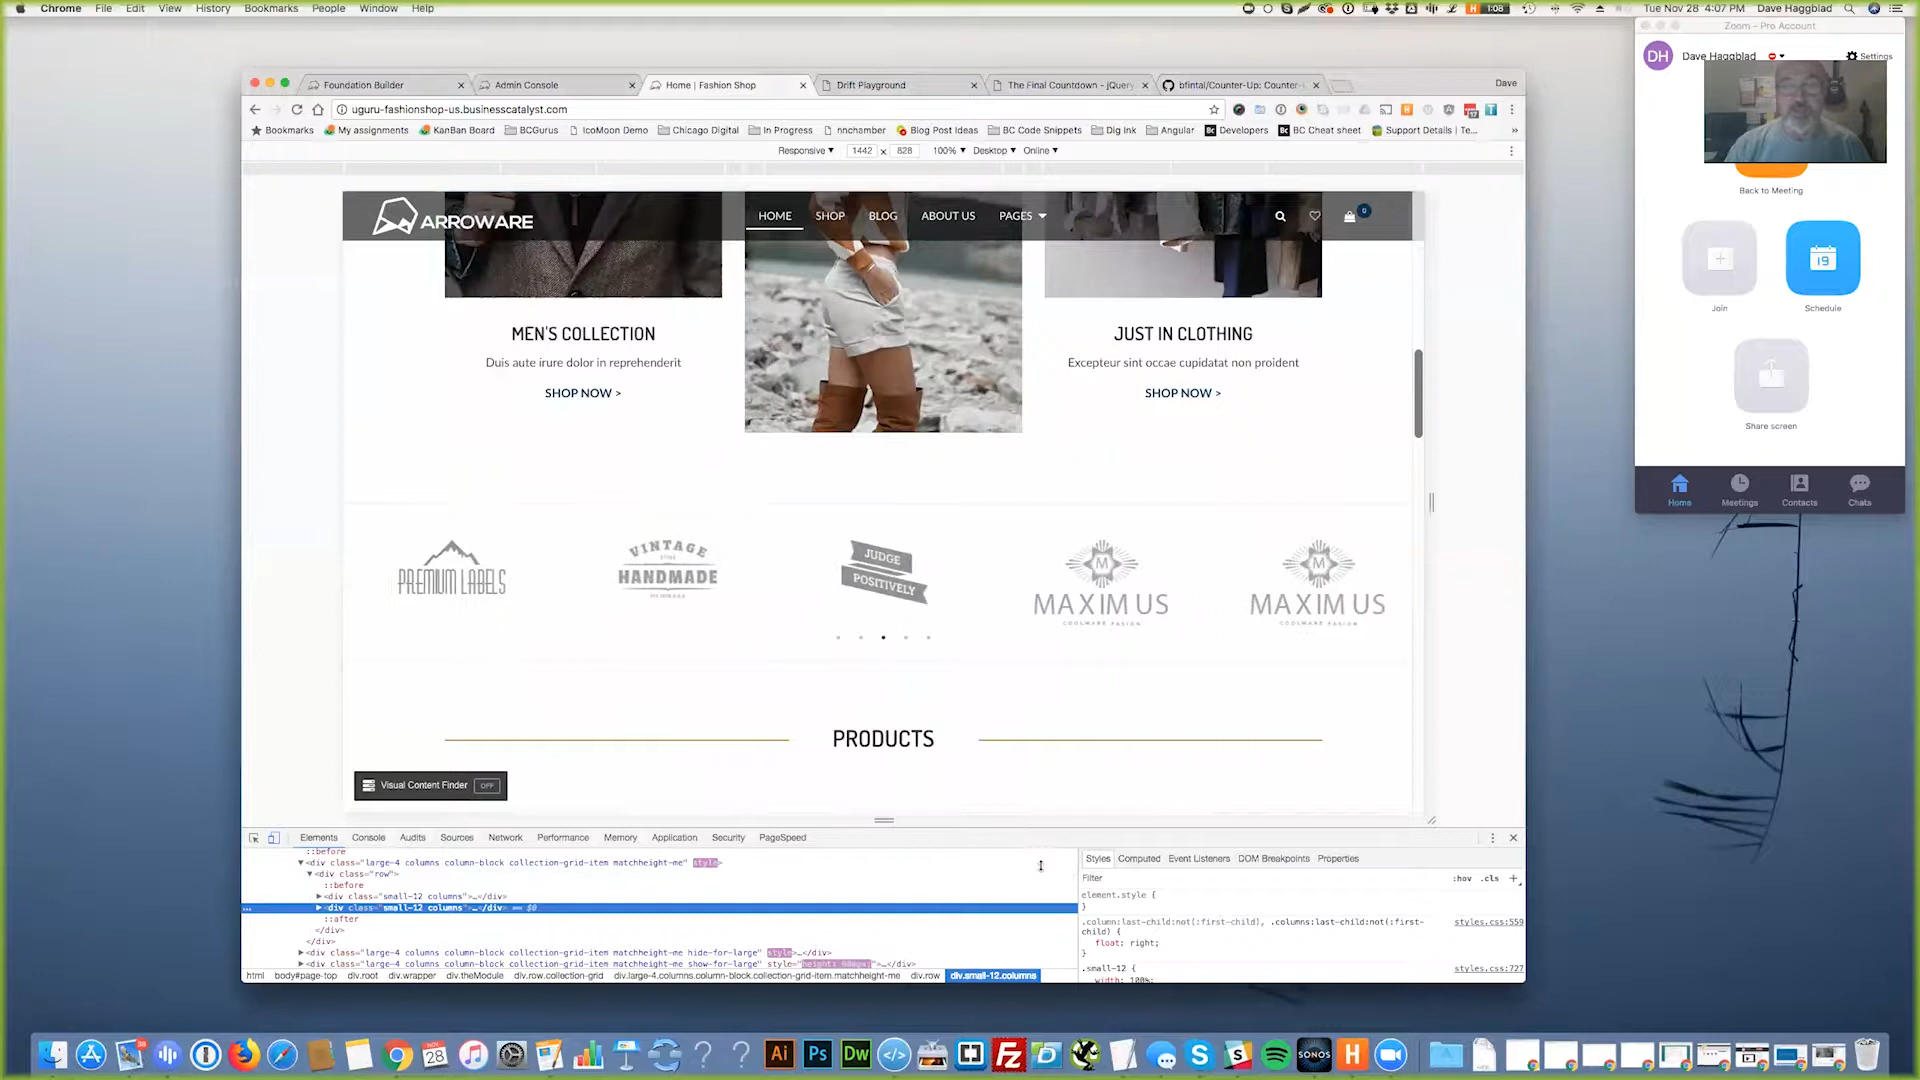 Chrome File Edit View History Bookmarks People Window Help
1:08 Tue Nov 28 4:07 PM Dave Haggblad
Zoom - Pro Account
DH Dave Haggblad Settings
Foundation Builder Admin Console Home | Fashion Shop Drift Playground The Final Countdown - jQuery bfintal/Counter-Up: Counter- Dave
uguru-fashionshop-us.businesscatalyst.com
Bookmarks My assignments KanBan Board BCGurus IcoMoon Demo Chicago Digital In Progress nnchamber Blog Post Ideas BC Code Snippets Dig Ink Angular Developers BC Cheat sheet Support Details | Te...
Responsive 1442 x 828 100% Desktop Online
Back to Meeting
ARROWARE
HOME SHOP BLOG ABOUT US PAGES 0
19
Join Schedule
MEN'S COLLECTION
Duis aute irure dolor in reprehenderit
SHOP NOW >
JUST IN CLOTHING
Excepteur sint occae cupidatat non proident
SHOP NOW >
Share screen
Home Meetings Contacts Chats
PREMIUM LABELS
VINTAGE
HANDMADE
JUDGE
POSITIVELY
M
MAXIMUS
COOLWARE FASION
M
MAXIMUS
COOLWARE FASION
PRODUCTS
Visual Content Finder OFF
Elements Console Audits Sources Network Performance Memory Application Security PageSpeed
::before
<div class="large-4 columns column-block collection-grid-item matchheight-me" style>
<div class="row">
::before
<div class="small-12 columns">…</div>
<div class="small-12 columns">…</div> == $0
::after
</div>
</div>
<div class="large-4 columns column-block collection-grid-item matchheight-me hide-for-large" style>…</div>
<div class="large-4 columns column-block collection-grid-item matchheight-me show-for-large" style="height:
html body#page-top div.root div.wrapper div.theModule div.row.collection-grid div.large-4.columns.column-block.collection-grid-item.matchheight-me div.row div.small-12.columns
Styles Computed Event Listeners DOM Breakpoints Properties
Filter :hov .cls +
element.style {
}
.column:last-child:not(:first-child), .columns:last-child:not(:first-child) { styles.css:559
float: right;
}
.small-12 { styles.css:727
width: 100%;
38 NOV 28 Ai Ps Dw FZ S SONOS H